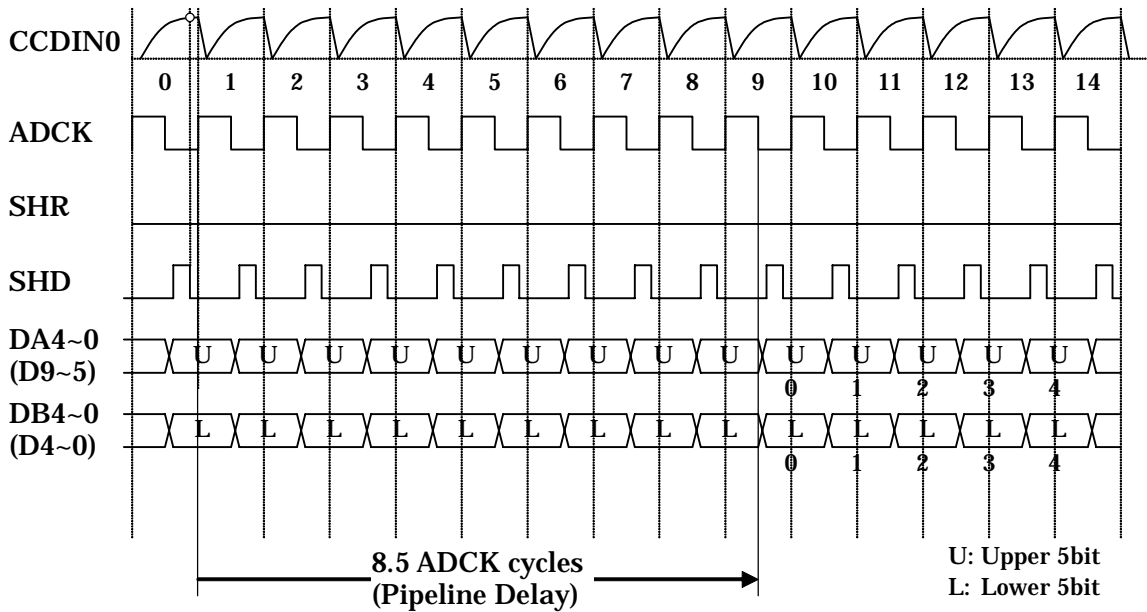 CCDIN0
0 1 2 3 4 5 6 7 8 9 10 11 12 13 14
ADCK
SHR
SHD
DA4~0
(D9~5)
U U U U U U U U U U U U U U
0 1 2 3 4
DB4~0
(D4~0)
L L L L L L L L L L L L L L
0 1 2 3 4
8.5 ADCK cycles
(Pipeline Delay)
U: Upper 5bit
L: Lower 5bit